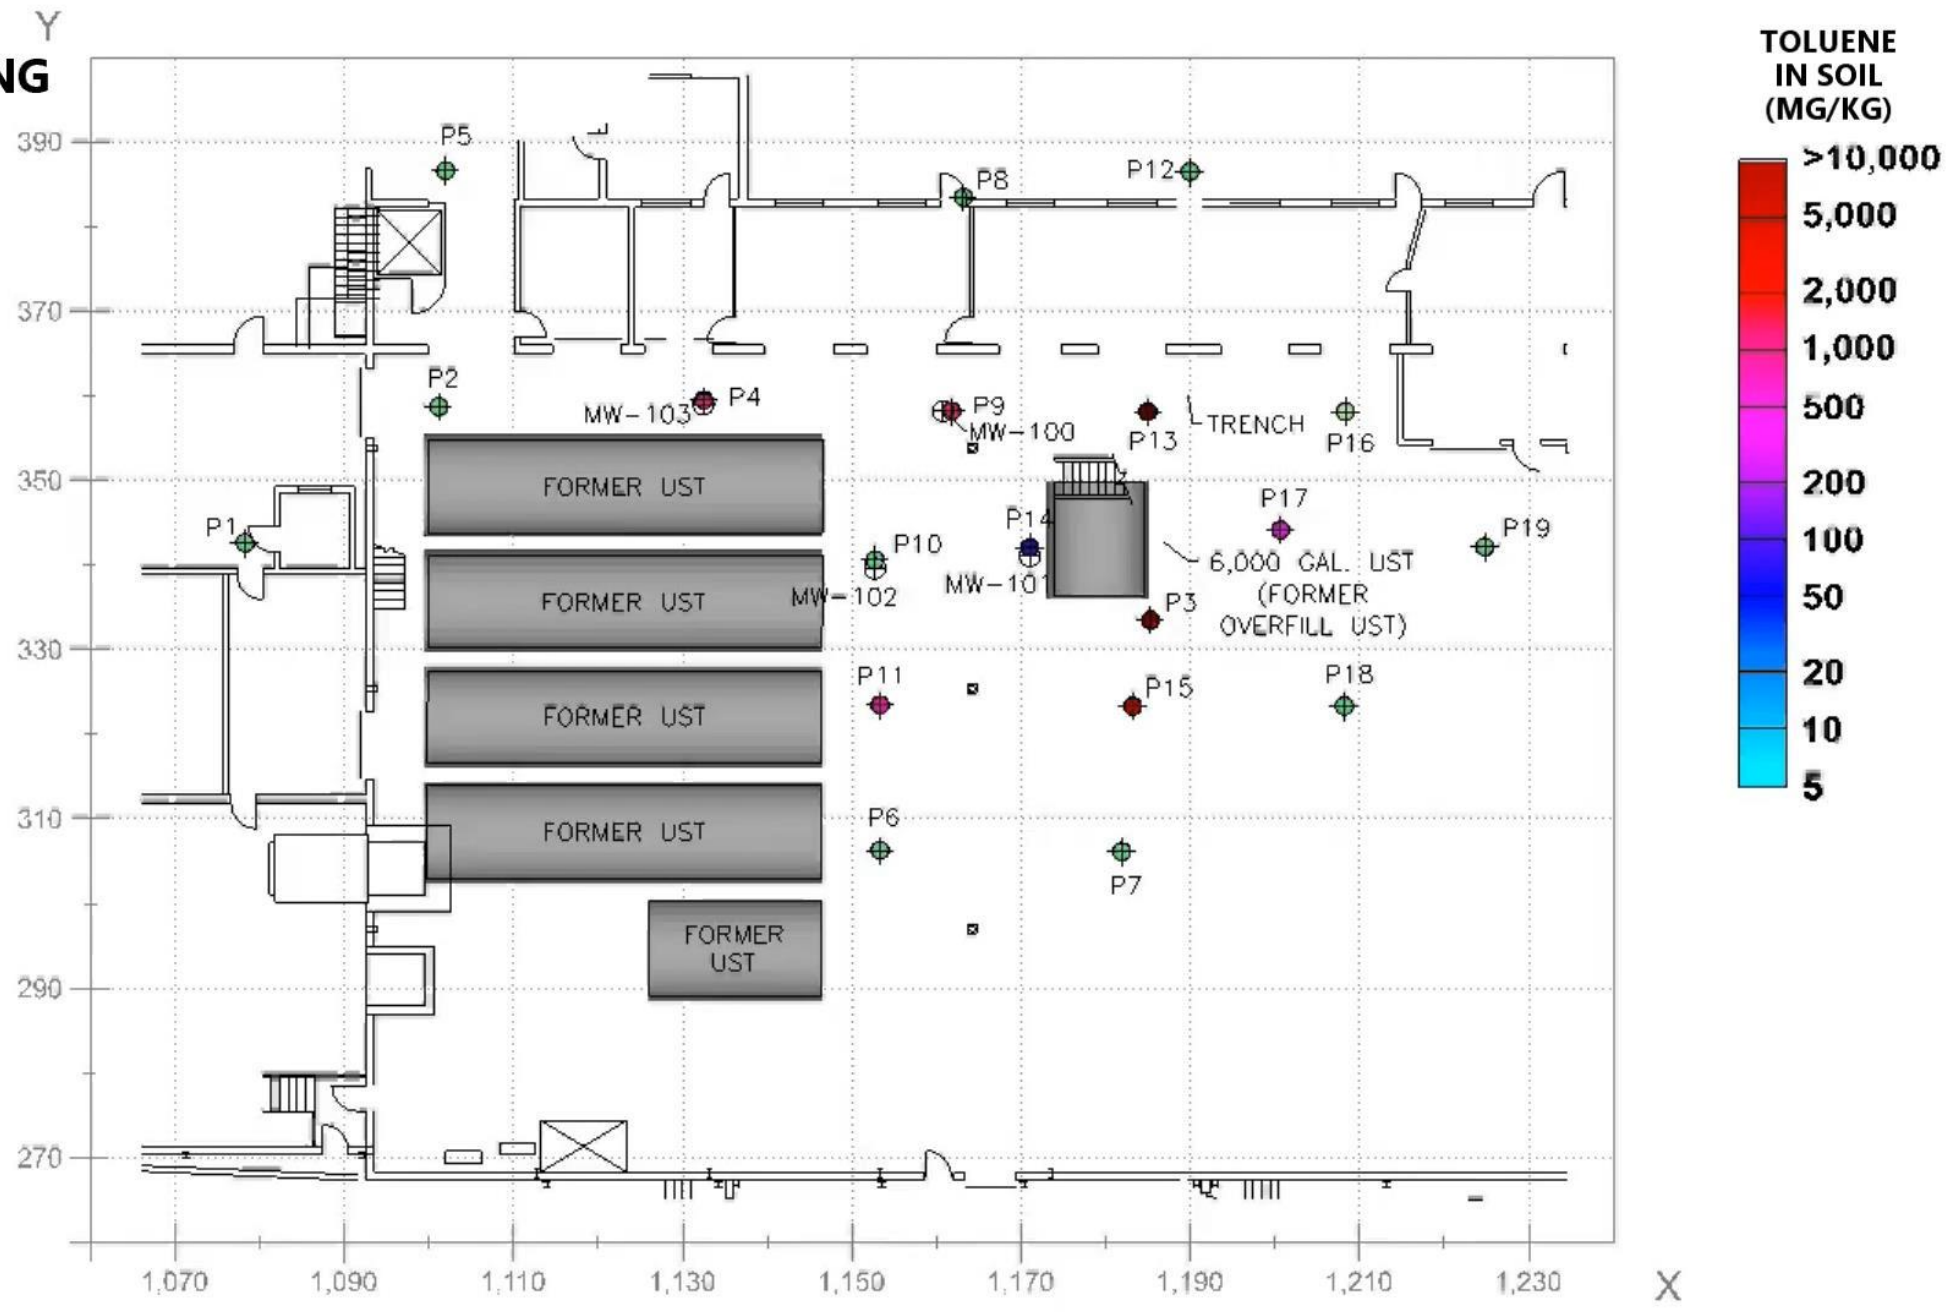 Y
NG
TOLUENE
IN SOIL
(MG/KG)
>10,000
5,000
2,000
1,000
500
200
100
50
20
10
5
390
370
350
330
310
290
270
P5
P8
P12
P2
MW-103
P4
P9
MW-100
P13
TRENCH
P16
FORMER UST
P1
P10
MW-102
P14
MW-101
P17
P19
6,000 GAL. UST
(FORMER
OVERFILL UST)
FORMER UST
P3
P11
P15
P18
FORMER UST
P6
P7
FORMER UST
FORMER
UST
1,070
1,090
1,110
1,130
1,150
1,170
1,190
1,210
1,230
X